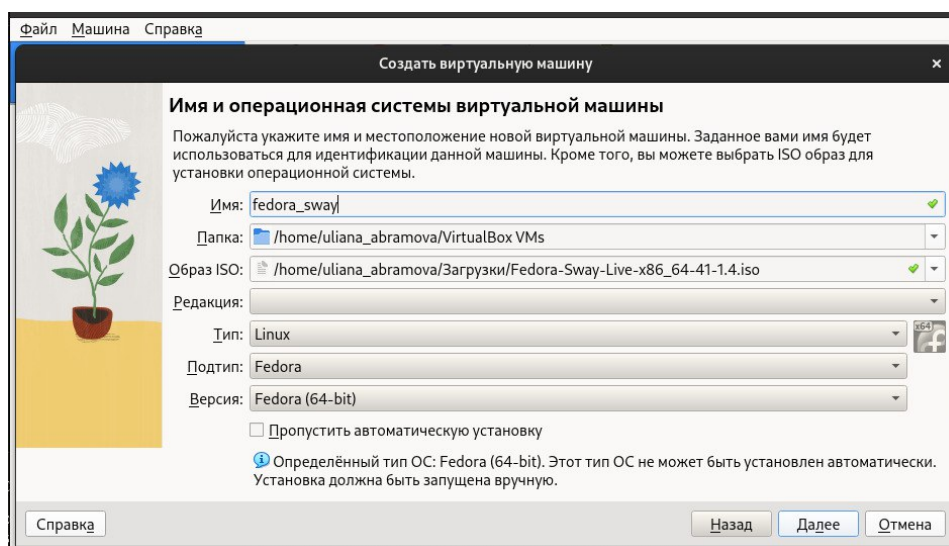 Файл Машина Справка
Создать виртуальную машину
Имя и операционная системы виртуальной машины
Пожалуйста укажите имя и местоположение новой виртуальной машины. Заданное вами имя будет
использоваться для идентификации данной машины. Кроме того, вы можете выбрать ISO образ для
установки операционной системы.
Имя: fedora_sway
Папка: /home/uliana_abramova/VirtualBox VMs
Образ ISO: /home/uliana_abramova/Загрузки/Fedora-Sway-Live-x86_64-41-1.4.iso
Редакция:
Тип: Linux
x64
Подтип: Fedora
Версия: Fedora (64-bit)
Пропустить автоматическую установку
Определённый тип ОС: Fedora (64-bit). Этот тип ОС не может быть установлен автоматически.
Установка должна быть запущена вручную.
Справка Назад Далее Отмена